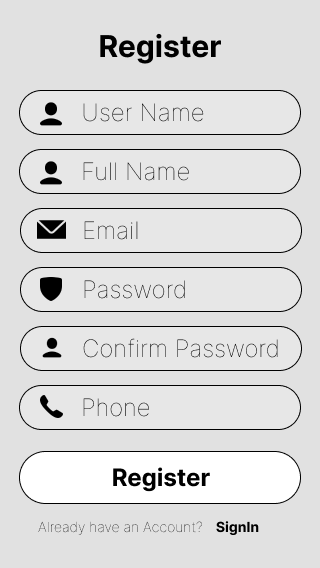 Register
User Name
Full Name
Email
Password
Confirm Password
Phone
Register
Already have an Account? SignIn